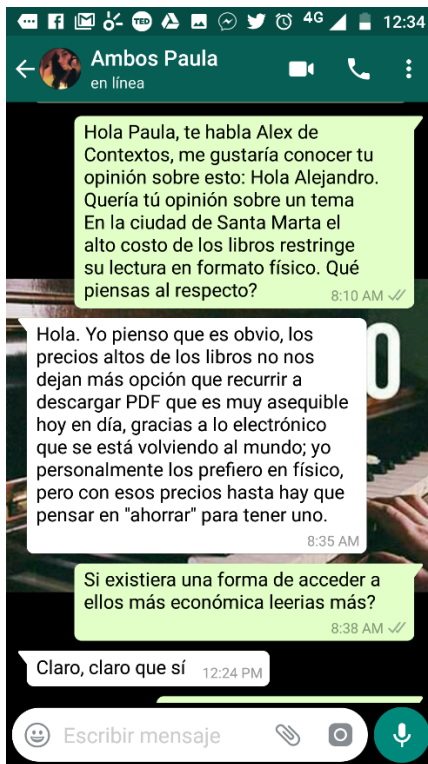 TED 4G 12:34
Ambos Paula
en línea
Hola Paula, te habla Alex de
Contextos, me gustaría conocer tu
opinión sobre esto: Hola Alejandro.
Quería tú opinión sobre un tema
En la ciudad de Santa Marta el
alto costo de los libros restringe
su lectura en formato físico. Qué
piensas al respecto?
8:10 AM
Hola. Yo pienso que es obvio, los
precios altos de los libros no nos
dejan más opción que recurrir a
descargar PDF que es muy asequible
hoy en día, gracias a lo electrónico
que se está volviendo al mundo; yo
personalmente los prefiero en físico,
pero con esos precios hasta hay que
pensar en "ahorrar" para tener uno.
8:35 AM
Si existiera una forma de acceder a
ellos más económica leerias más?
8:38 AM
Claro, claro que sí 12:24 PM
Escribir mensaje